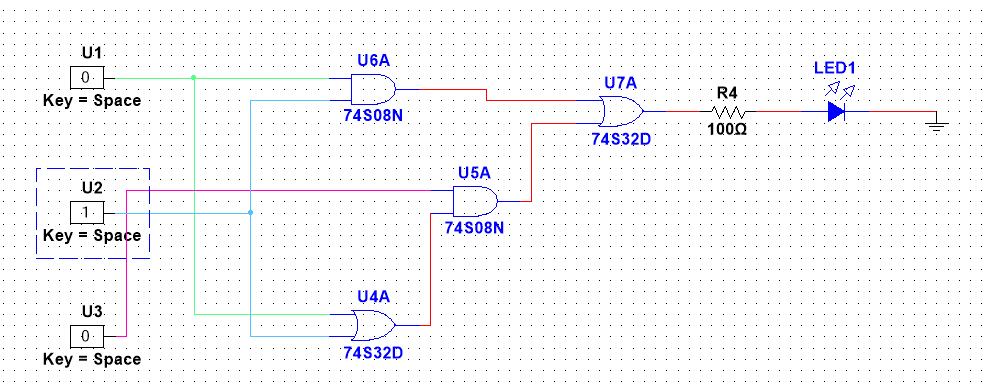 U1
0
Key = Space
U6A
74S08N
U7A
74S32D
R4
100Ω
LED1
U2
1
Key = Space
U5A
74S08N
U3
0
Key = Space
U4A
74S32D